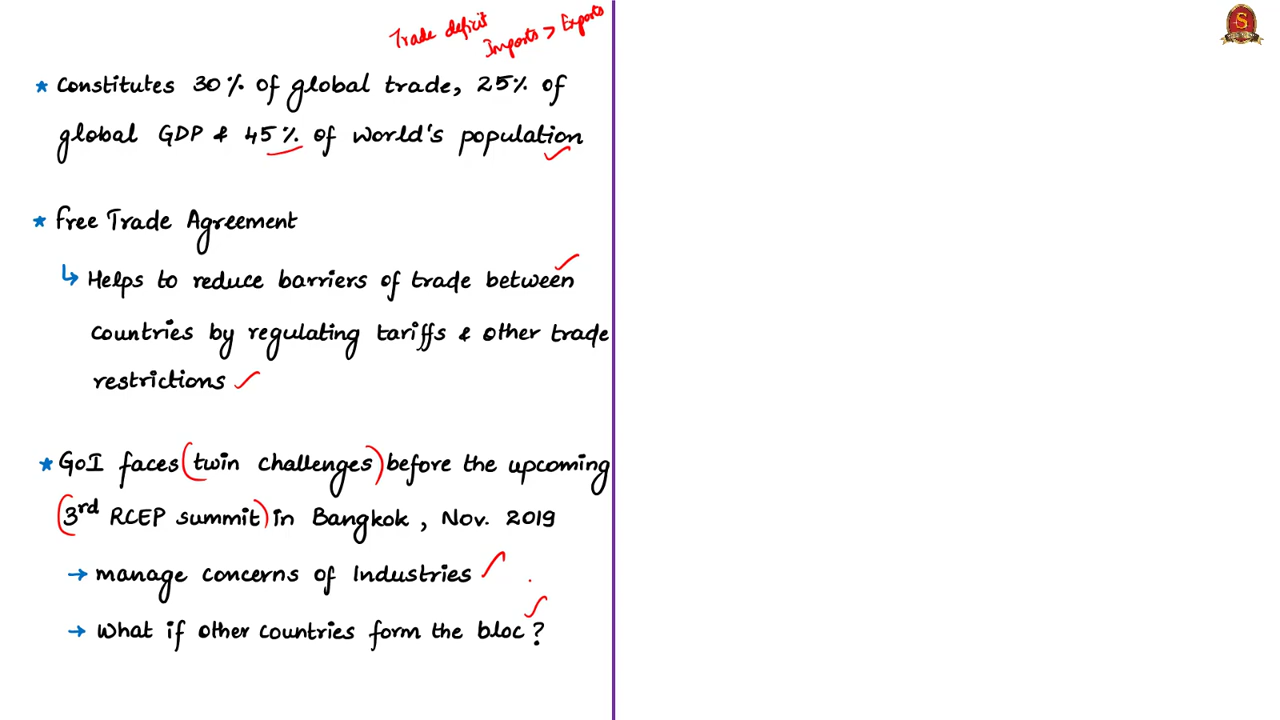 Trade deficit
Imports > Exports
* Constitutes 30% of global trade, 25% of
global GDP & 45% of world's population
* Free Trade Agreement
↳ Helps to reduce barriers of trade between
countries by regulating tariffs & other trade
restrictions
* GoI faces (twin challenges) before the upcoming
(3rd RCEP summit) in Bangkok, Nov. 2019
→ manage concerns of Industries
→ What if other countries form the bloc?
S